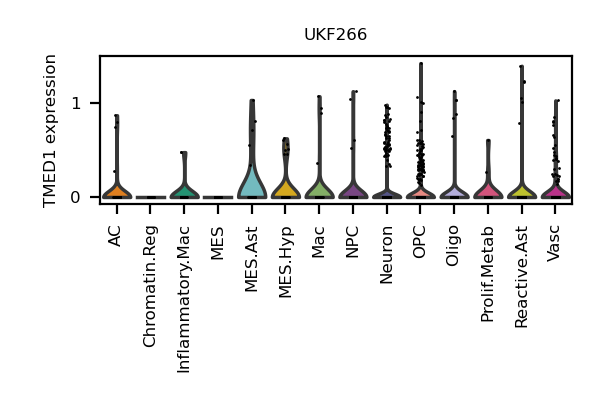 UKF266
TMED1 expression
1
0
AC
Chromatin.Reg
Inflammatory.Mac
MES
MES.Ast
MES.Hyp
Mac
NPC
Neuron
OPC
Oligo
Prolif.Metab
Reactive.Ast
Vasc